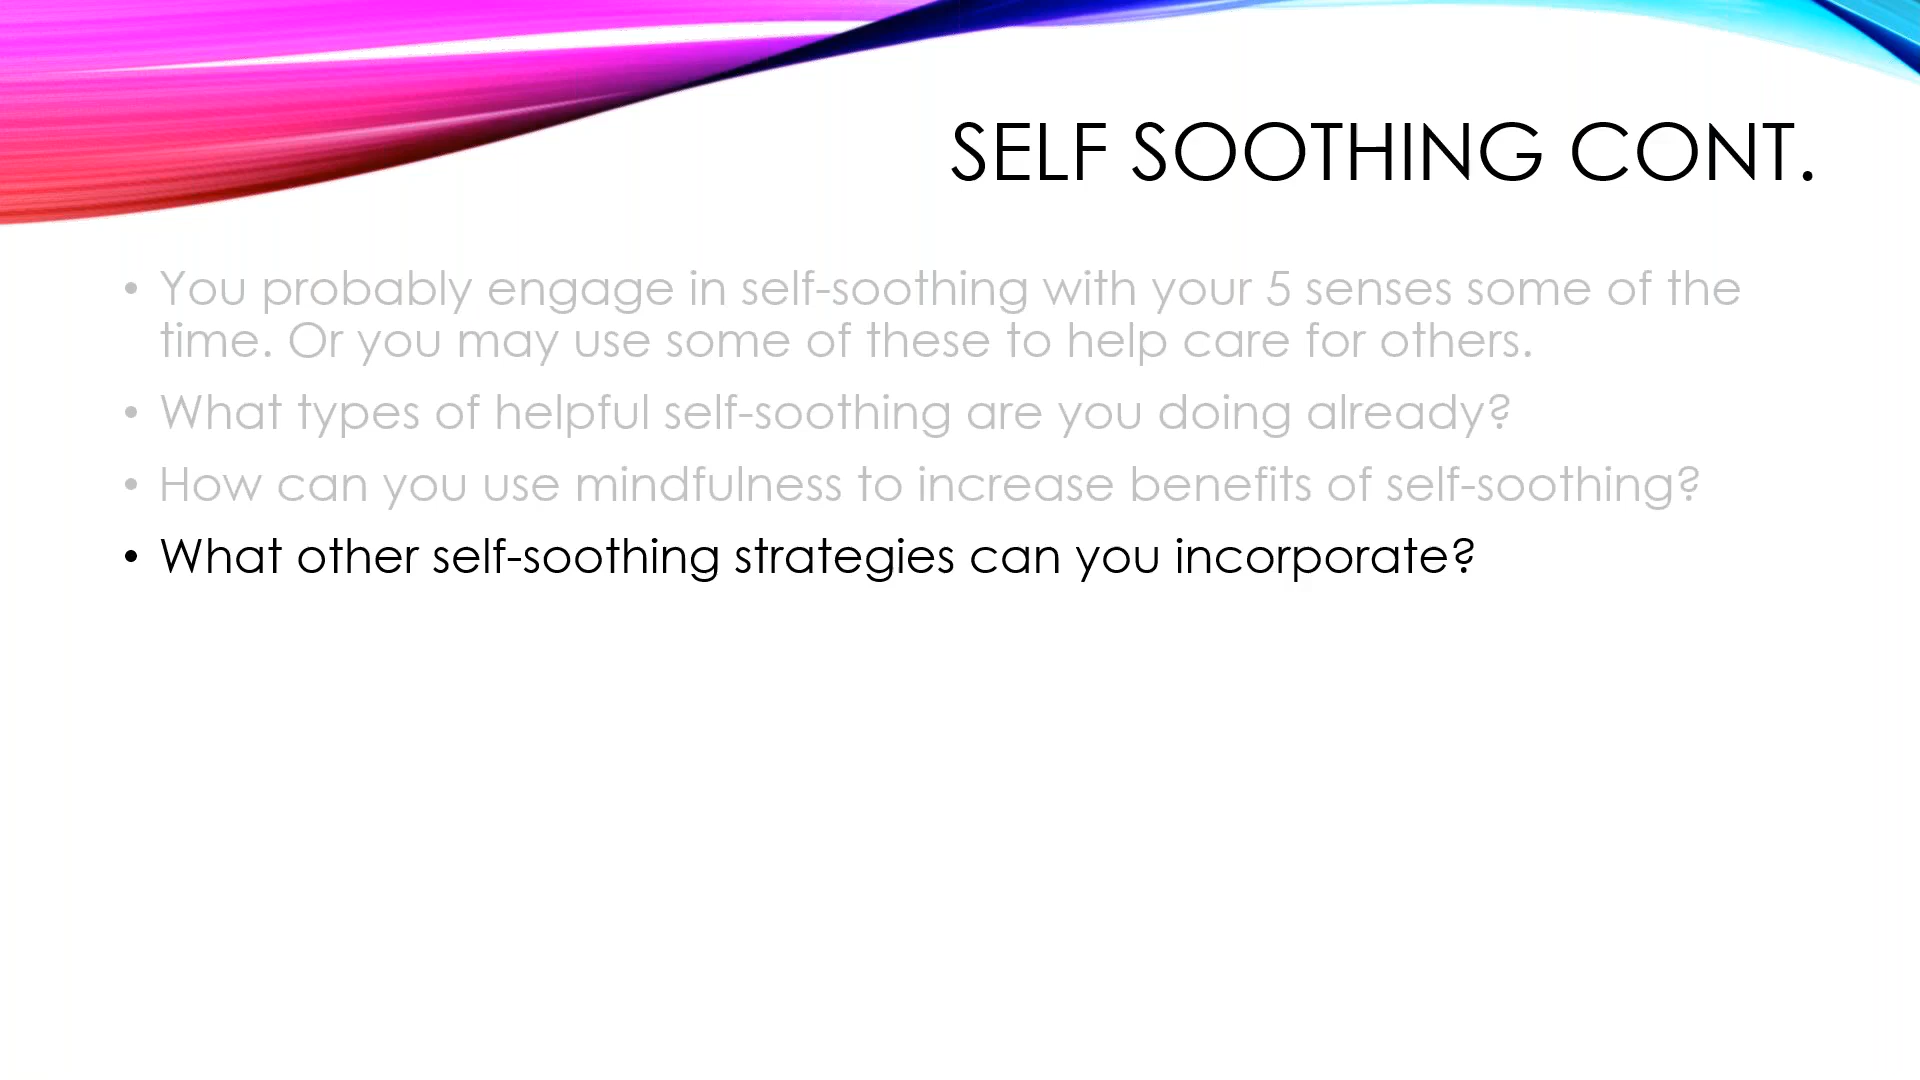 SELF SOOTHING CONT.
• You probably engage in self-soothing with your 5 senses some of the
time. Or you may use some of these to help care for others.
• What types of helpful self-soothing are you doing already?
• How can you use mindfulness to increase benefits of self-soothing?
• What other self-soothing strategies can you incorporate?